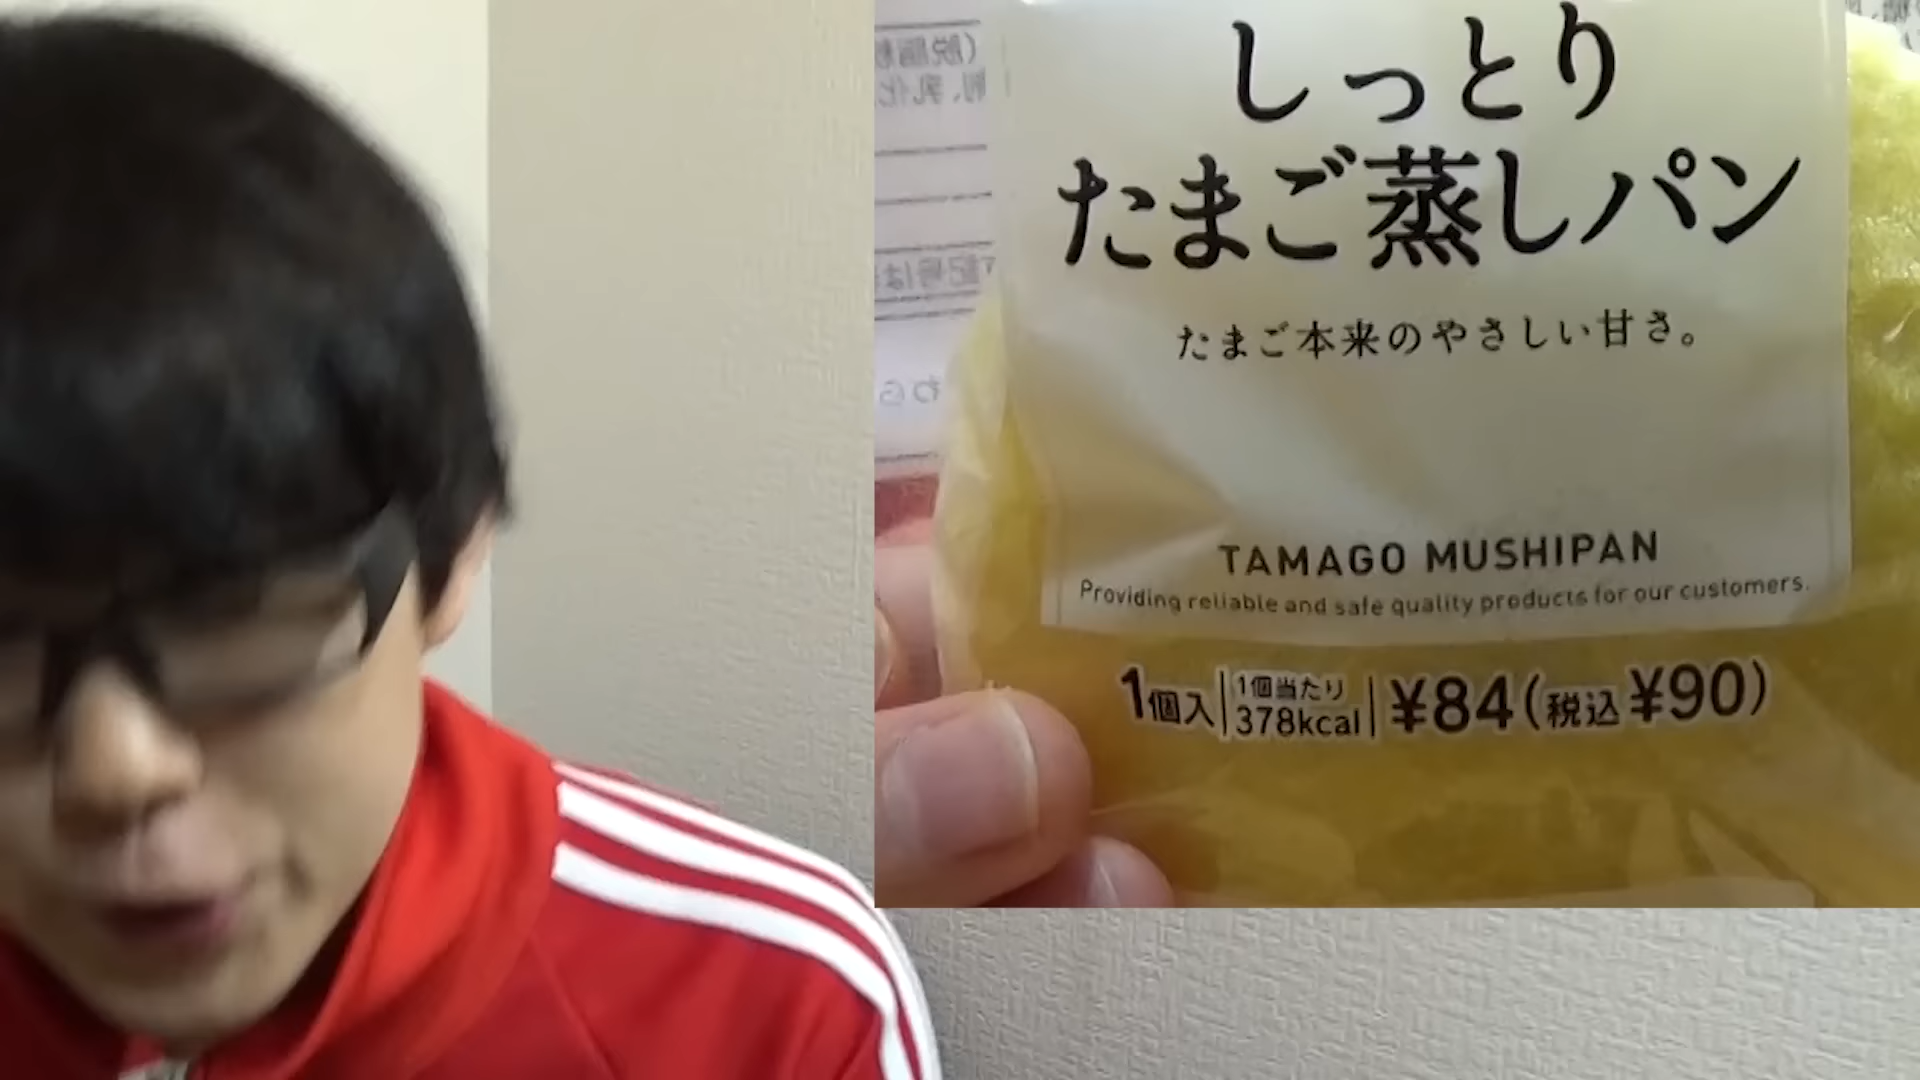 しっとり
たまご蒸しパン
たまご本来のやさしい甘さ。
TAMAGO MUSHIPAN
Providing reliable and safe quality products for our customers.
1個入 1個当たり 378kcal ¥84(税込¥90)